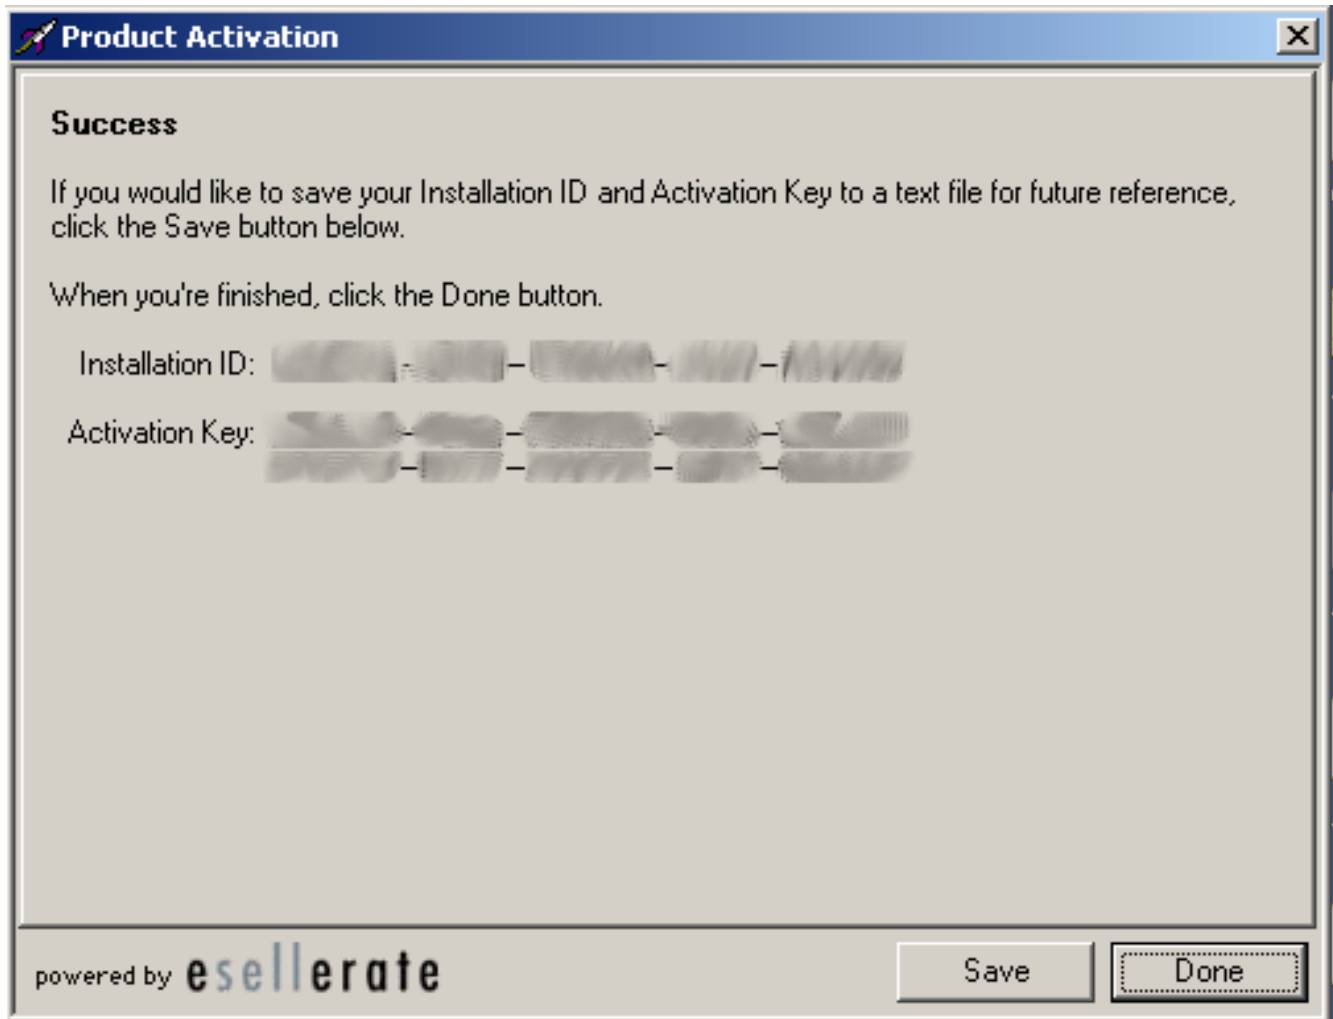 Product Activation
Success
If you would like to save your Installation ID and Activation Key to a text file for future reference,
click the Save button below.
When you're finished, click the Done button.
Installation ID:
Activation Key:
powered by esellerate
Save
Done